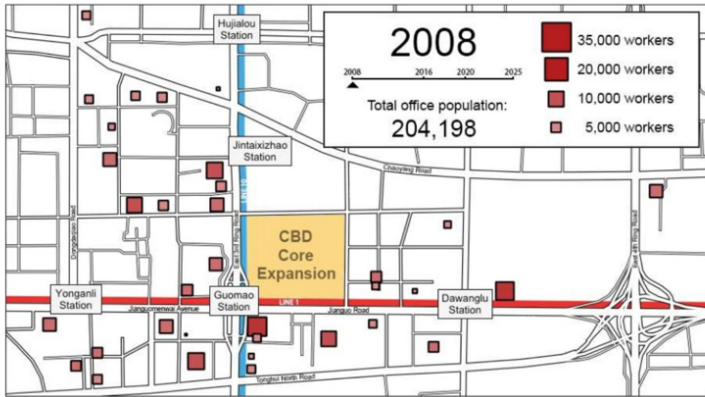 Hujialou
Station
2008
2008
2016
2020
2025
Total office population:
204,198
35,000 workers
20,000 workers
10,000 workers
5,000 workers
Jintaixizhao
Station
LINE 10
Chaoyang Road
Dongdaqiao Road
East 3rd Ring Road
East 4th Ring Road
CBD
Core
Expansion
Yonganli
Station
Guomao
Station
LINE 1
Dawanglu
Station
Jianguomenwai Avenue
Jianguo Road
Tonghui North Road